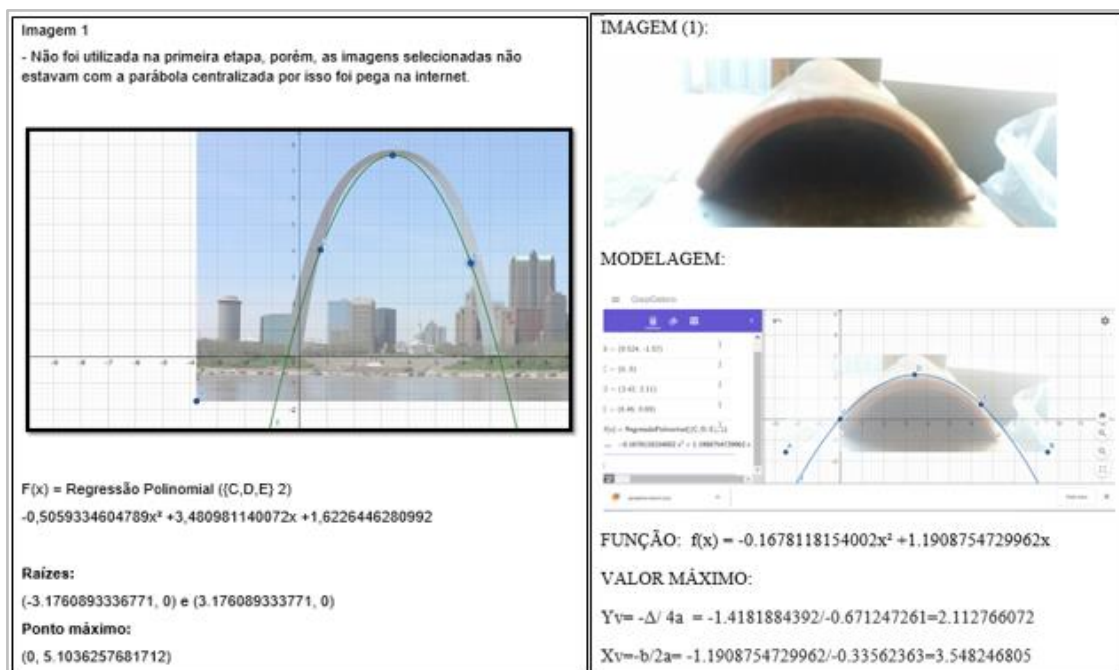 Imagem 1
- Não foi utilizada na primeira etapa, porém, as imagens selecionadas não
estavam com a parábola centralizada por isso foi pega na internet.
F(x) = Regressão Polinomial ({C,D,E} 2)
-0,5059334604789x² +3,480981140072x +1,6226446280992
Raízes:
(-3.1760893336771, 0) e (3.176089333771, 0)
Ponto máximo:
(0, 5.1036257681712)
IMAGEM (1):
MODELAGEM:
FUNÇÃO: f(x) = -0.1678118154002x² +1.1908754729962x
VALOR MÁXIMO:
Yv= -Δ/ 4a = -1.4181884392/-0.671247261=2.112766072
Xv=-b/2a= -1.1908754729962/-0.33562363=3.548246805